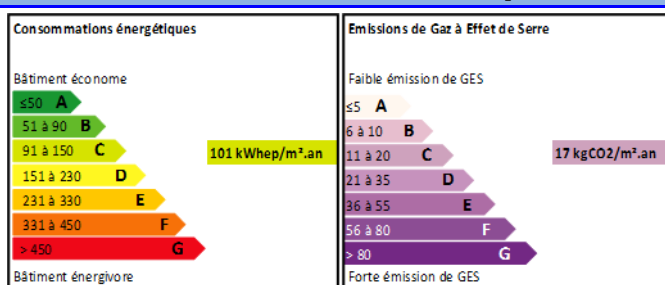 Consommations énergétiques
Bâtiment économe
≤50 A
51 à 90 B
91 à 150 C
101 kWhep/m².an
151 à 230 D
231 à 330 E
331 à 450 F
> 450 G
Bâtiment énergivore
Emissions de Gaz à Effet de Serre
Faible émission de GES
≤5 A
6 à 10 B
11 à 20 C
17 kgCO2/m².an
21 à 35 D
36 à 55 E
56 à 80 F
> 80 G
Forte émission de GES